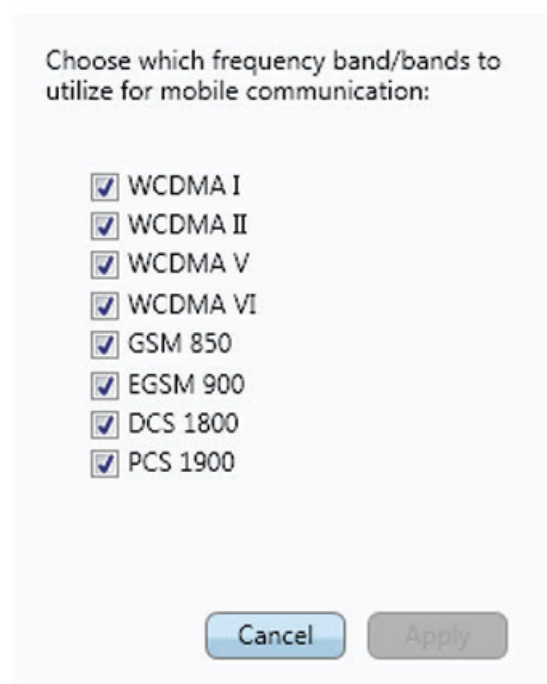 Choose which frequency band/bands to
utilize for mobile communication:
WCDMA I
WCDMA II
WCDMA V
WCDMA VI
GSM 850
EGSM 900
DCS 1800
PCS 1900
Cancel Apply